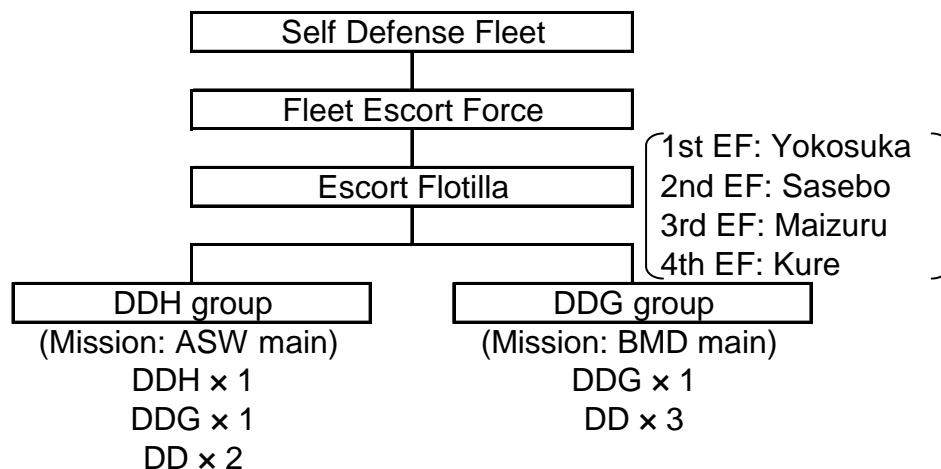 Self Defense Fleet
Fleet Escort Force
Escort Flotilla
1st EF: Yokosuka
2nd EF: Sasebo
3rd EF: Maizuru
4th EF: Kure
DDH group
(Mission: ASW main)
DDH × 1
DDG × 1
DD × 2
DDG group
(Mission: BMD main)
DDG × 1
DD × 3